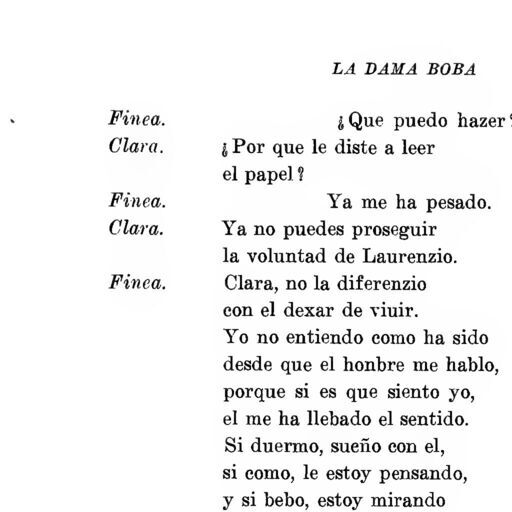 LA DAMA BOBA
Finea. ¿Que puedo hazer?
Clara. ¿Por que le diste a leer
el papel?
Finea. Ya me ha pesado.
Clara. Ya no puedes proseguir
la voluntad de Laurenzio.
Finea. Clara, no la diferenzio
con el dexar de viuir.
Yo no entiendo como ha sido
desde que el honbre me hablo,
porque si es que siento yo,
el me ha llebado el sentido.
Si duermo, sueño con el,
si como, le estoy pensando,
y si bebo, estoy mirando